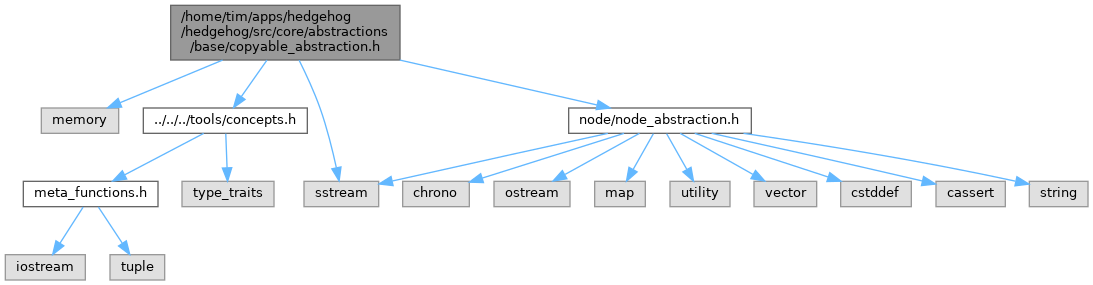 /home/tim/apps/hedgehog
/hedgehog/src/core/abstractions
/base/copyable_abstraction.h
memory
../../../tools/concepts.h
node/node_abstraction.h
meta_functions.h
type_traits
sstream
chrono
ostream
map
utility
vector
cstddef
cassert
string
iostream
tuple